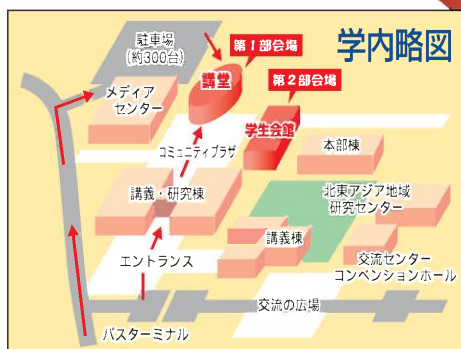 学内略図
駐車場
(約300台)
第1部会場
講堂
第2部会場
メディア
センター
学生会館
コミュニティプラザ
本部棟
講義・研究棟
北東アジア地域
研究センター
講義棟
エントランス
交流センター
コンベンションホール
交流の広場
バスターミナル